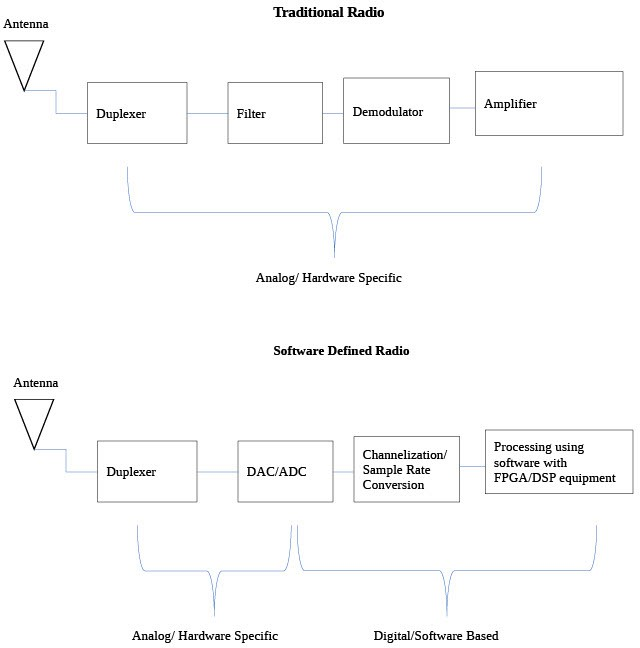 Traditional Radio
Antenna
Duplexer
Filter
Demodulator
Amplifier
Analog/ Hardware Specific
Software Defined Radio
Antenna
Duplexer
DAC/ADC
Channelization/
Sample Rate
Conversion
Processing using
software with
FPGA/DSP equipment
Analog/ Hardware Specific
Digital/Software Based